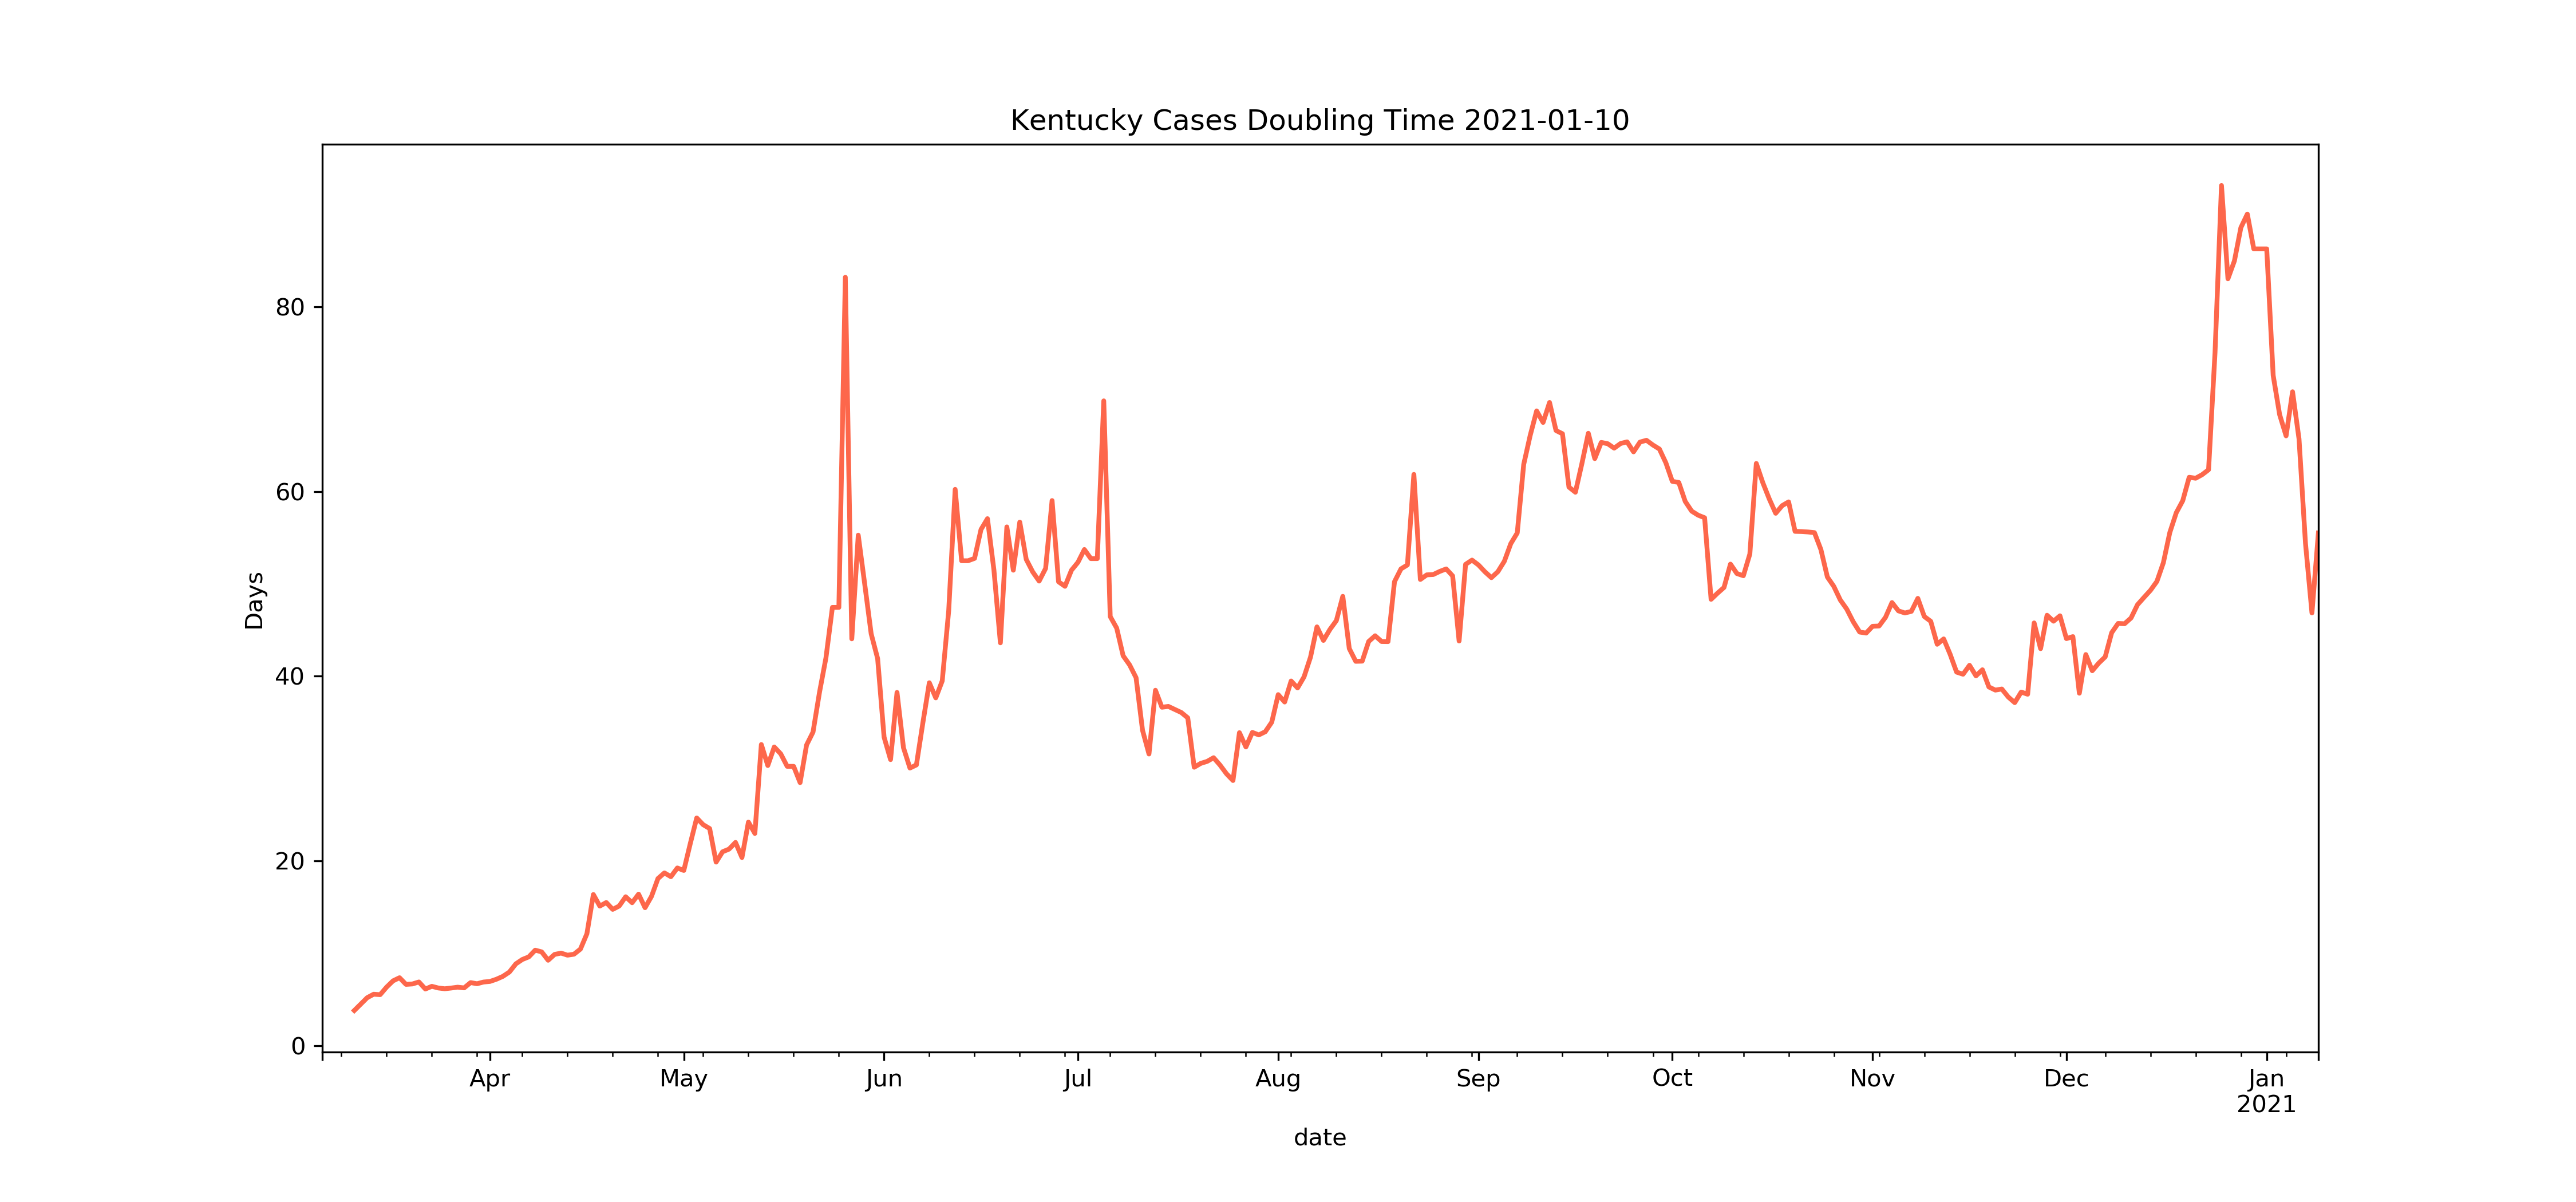 Kentucky Cases Doubling Time 2021-01-10
80
60
40
20
0
Days
Apr May Jun Jul Aug Sep Oct Nov Dec Jan
2021
date